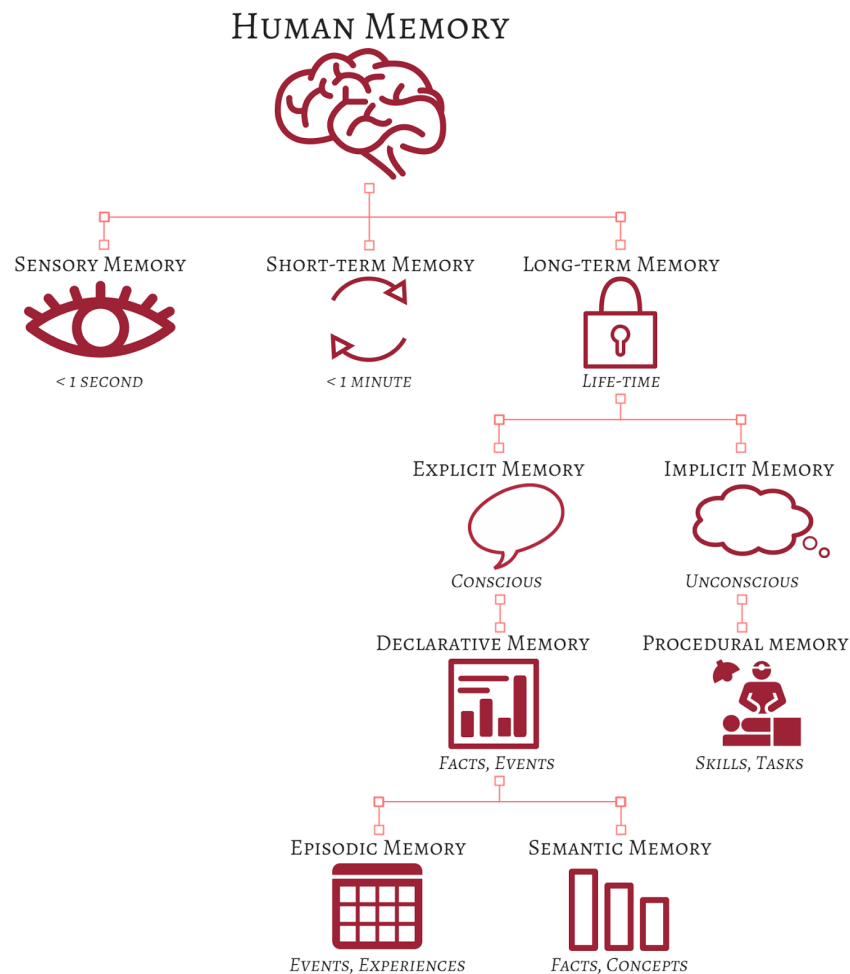 Human Memory
Sensory Memory
Short-term Memory
Long-term Memory
< 1 second
< 1 minute
Life-time
Explicit Memory
Implicit Memory
Conscious
Unconscious
Declarative Memory
Procedural memory
Facts, Events
Skills, Tasks
Episodic Memory
Semantic Memory
Events, Experiences
Facts, Concepts